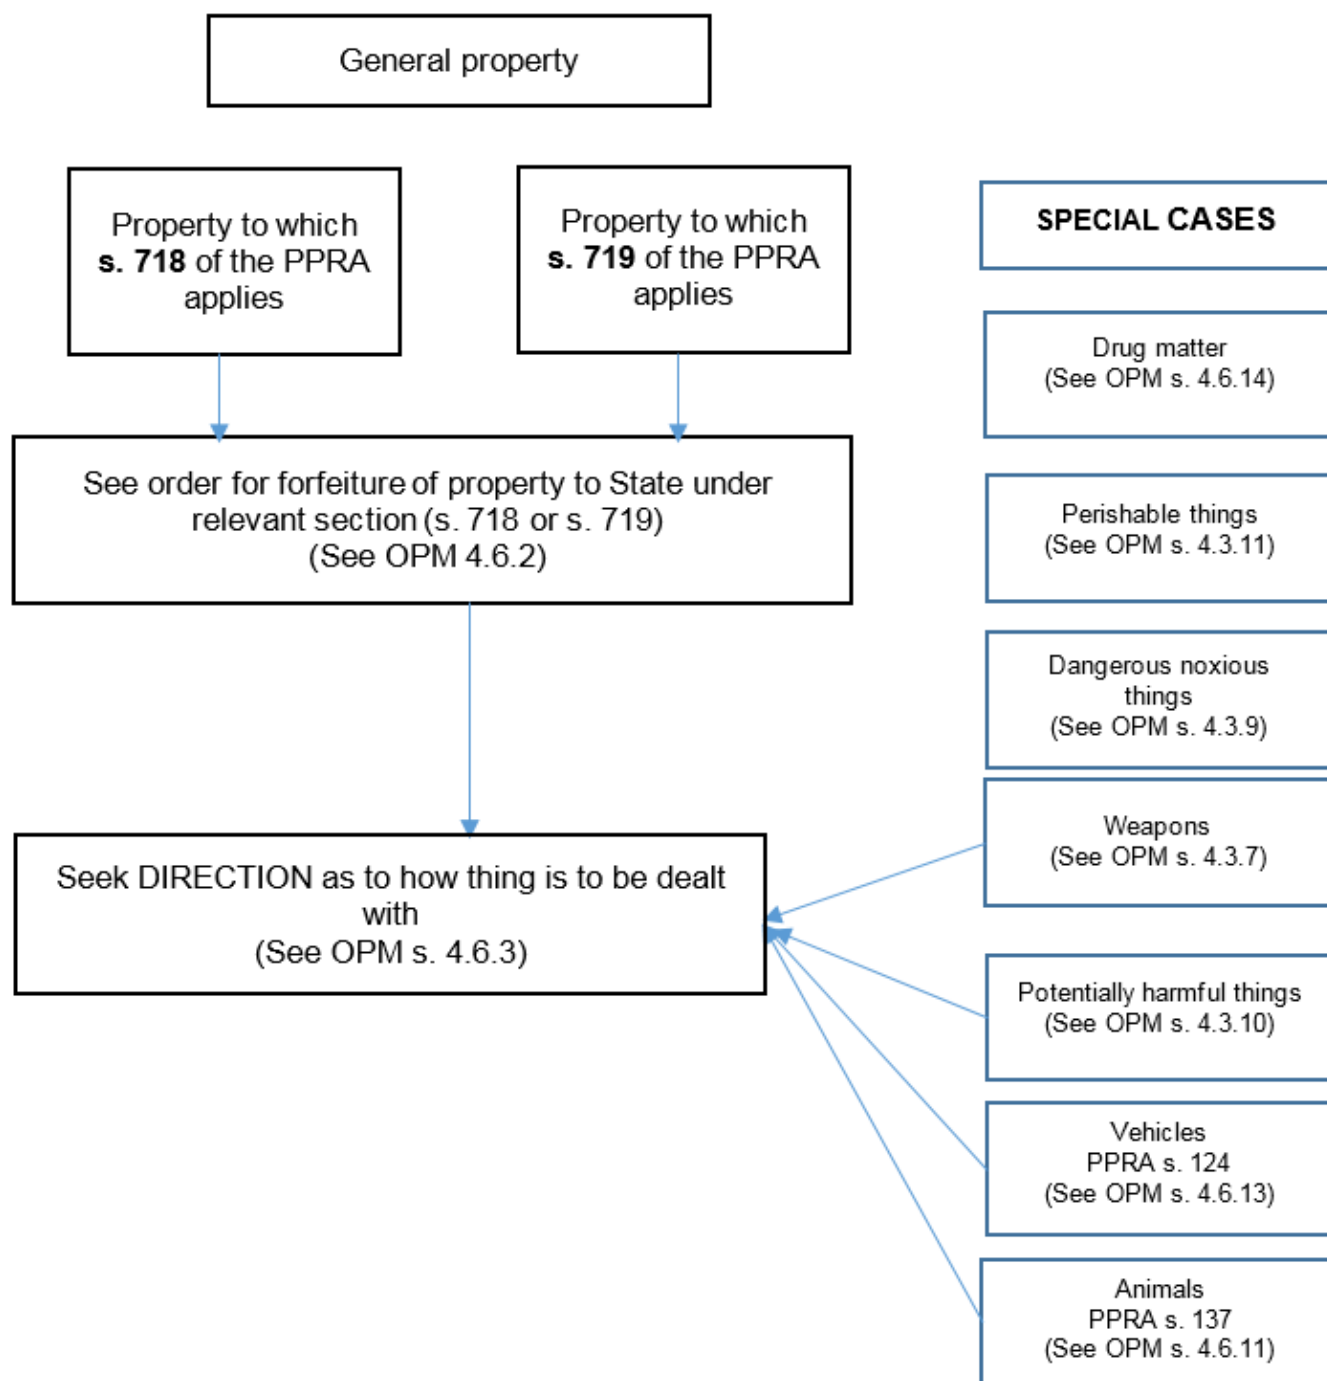 General property
Property to which
s. 718 of the PPRA
applies
Property to which
s. 719 of the PPRA
applies
See order for forfeiture of property to State under
relevant section (s. 718 or s. 719)
(See OPM 4.6.2)
Seek DIRECTION as to how thing is to be dealt
with
(See OPM s. 4.6.3)
SPECIAL CASES
Drug matter
(See OPM s. 4.6.14)
Perishable things
(See OPM s. 4.3.11)
Dangerous noxious
things
(See OPM s. 4.3.9)
Weapons
(See OPM s. 4.3.7)
Potentially harmful things
(See OPM s. 4.3.10)
Vehicles
PPRA s. 124
(See OPM s. 4.6.13)
Animals
PPRA s. 137
(See OPM s. 4.6.11)